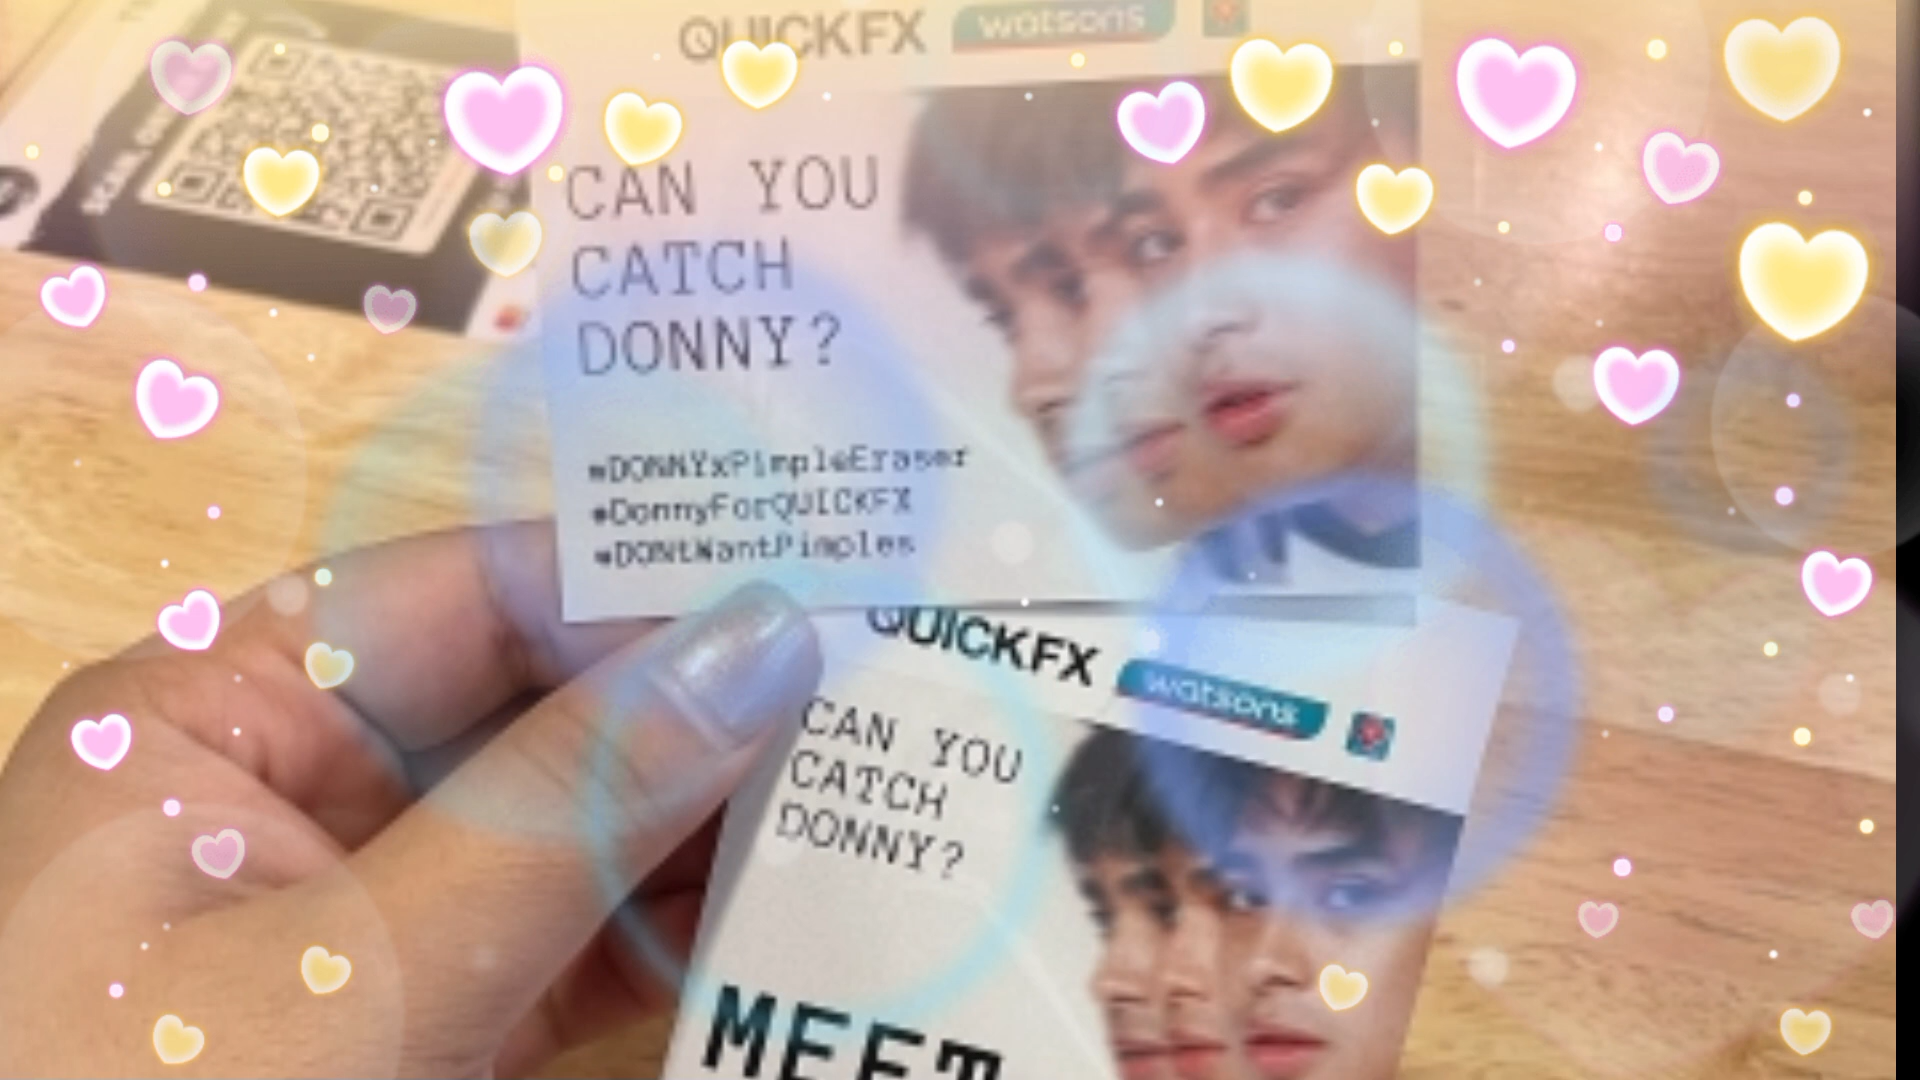 QUICKFX watsons
CAN YOU
CATCH
DONNY?
#DONNYxPimpleEraser
#DonnyForQUICKFX
#DONtWantPimples
QUICKFX watsons
CAN YOU
CATCH
DONNY?
MEET